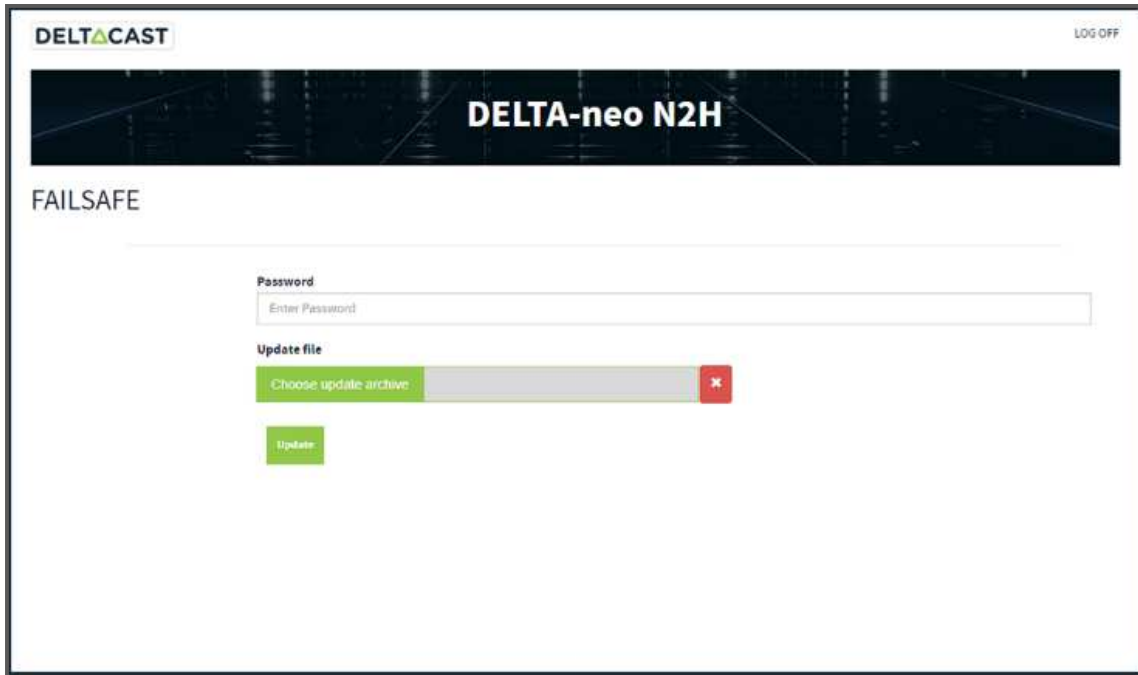 DELTACAST
LOG OFF
DELTA-neo N2H
FAILSAFE
Password
Enter Password
Update file
Choose update archive
Update